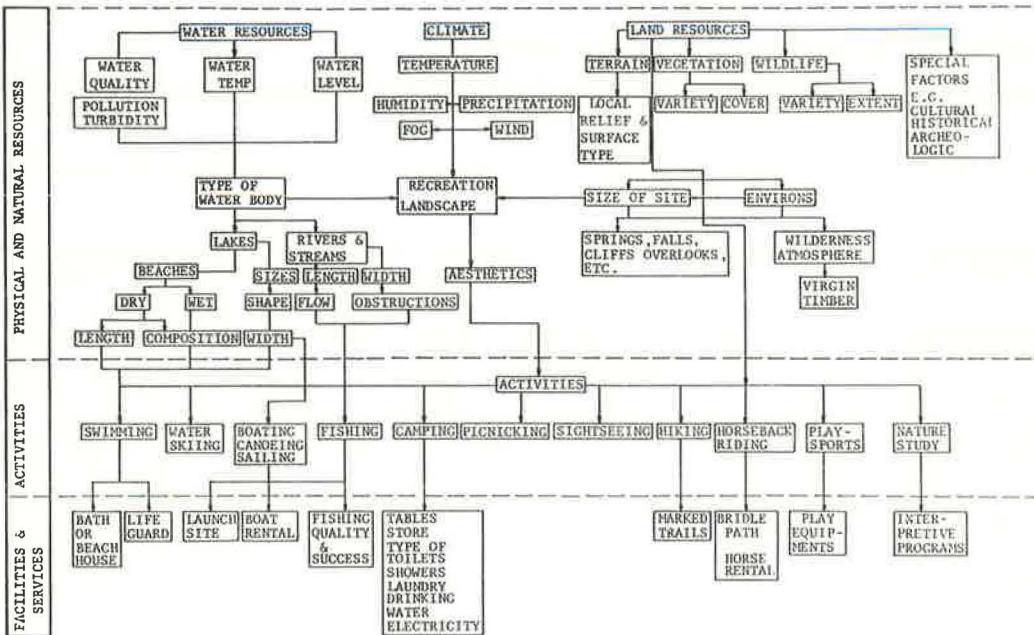 PHYSICAL AND NATURAL RESOURCES
WATER RESOURCES
CLIMATE
LAND RESOURCES
WATER
QUALITY
WATER
TEMP
WATER
LEVEL
TEMPERATURE
TERRAIN
VEGETATION
WILDLIFE
SPECIAL
FACTORS
E.G.
CULTURAL
HISTORICAL
ARCHEO-
LOGIC
POLLUTION
TURBIDITY
HUMIDITY
PRECIPITATION
LOCAL
RELIEF &
SURFACE
TYPE
VARIETY
COVER
VARIETY
EXTENT
FOG
WIND
TYPE OF
WATER BODY
RECREATION
LANDSCAPE
SIZE OF SITE
ENVIRONS
LAKES
RIVERS &
STREAMS
SPRINGS, FALLS,
CLIFFS OVERLOOKS,
ETC.
WILDERNESS
ATMOSPHERE
BEACHES
SIZES
LENGTH
WIDTH
AESTHETICS
VIRGIN
TIMBER
DRY
WET
SHAPE
FLOW
OBSTRUCTIONS
LENGTH
COMPOSITION
WIDTH
ACTIVITIES
ACTIVITIES
SWIMMING
WATER
SKIING
BOATING
CANOEING
SAILING
FISHING
CAMPING
PICNICKING
SIGHTSEEING
HIKING
HORSEBACK
RIDING
PLAY-
SPORTS
NATURE
STUDY
FACILITIES &
SERVICES
BATH
OR
BEACH
HOUSE
LIFE
GUARD
LAUNCH
SITE
BOAT
RENTAL
FISHING
QUALITY
&
SUCCESS
TABLES
STORE
TYPE OF
TOILETS
SHOWERS
LAUNDRY
DRINKING
WATER
ELECTRICITY
MARKED
TRAILS
BRIDLE
PATH
HORSE
RENTAL
PLAY
EQUIP-
MENTS
INTER-
PRETIVE
PROGRAMS